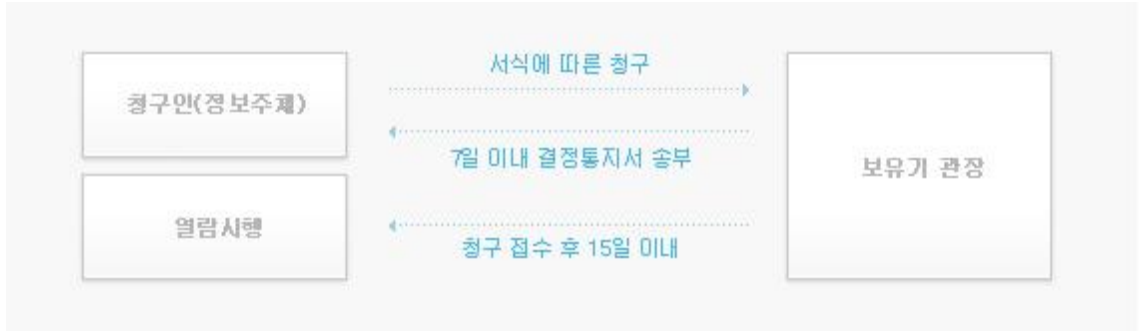 서식에 따른 청구
청구인(정보주체)
7일 이내 결정통지서 송부
보유기 관장
열람시행
청구 접수 후 15일 이내